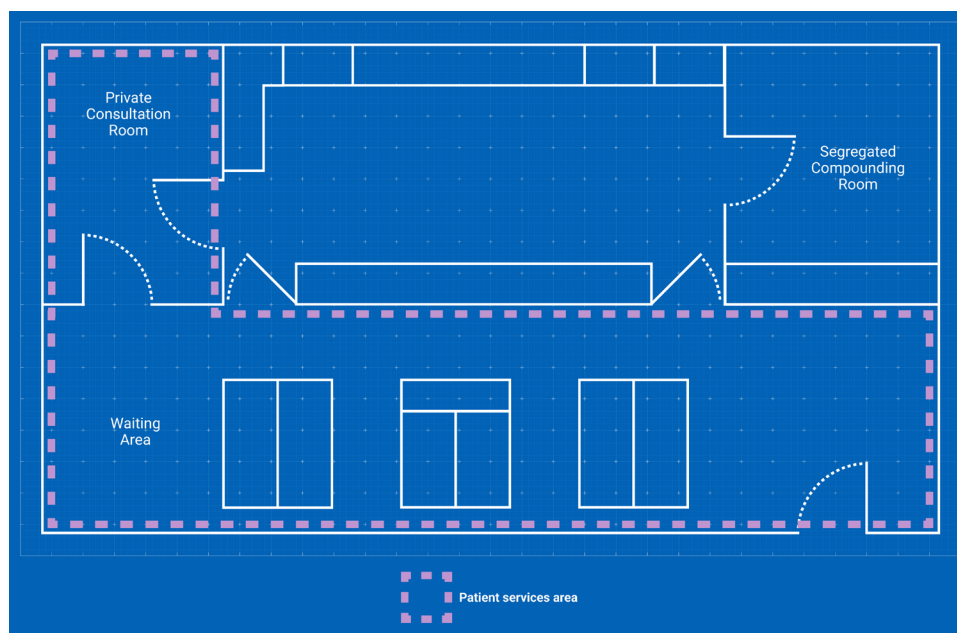 Private
Consultation
Room
Segregated
Compounding
Room
Waiting
Area
Patient services area